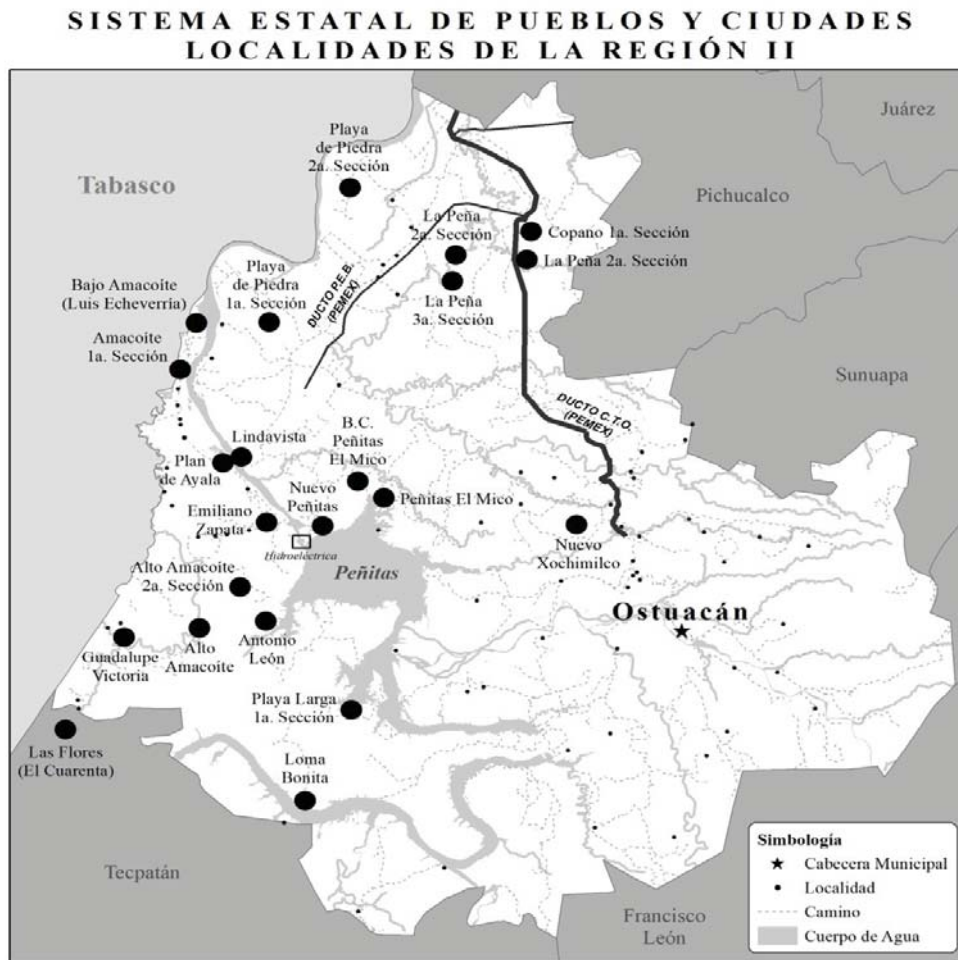 SISTEMA ESTATAL DE PUEBLOS Y CIUDADES
LOCALIDADES DE LA REGIÓN II
Juárez
Playa
de Piedra
2a. Sección
Tabasco
Pichucalco
La Peña
2a. Sección
Copano 1a. Sección
La Peña 2a. Sección
Playa
de Piedra
1a. Sección
Bajo Amacoíte
(Luis Echeverría)
DUCTO P.E.B.
(PEMEX)
La Peña
3a. Sección
Amacoite
1a. Sección
Sunuapa
DUCTO C.T.O.
(PEMEX)
Lindavista
B.C.
Peñitas
El Mico
Plan
de Ayala
Nuevo
Peñitas
Peñitas El Mico
Emiliano
Zapata
Hidroeléctrica
Nuevo
Xochimilco
Alto Amacoite
2a. Sección
Peñitas
Ostuacán
Guadalupe
Victoria
Alto
Amacoite
Antonio
León
Playa Larga
1a. Sección
Las Flores
(El Cuarenta)
Loma
Bonita
Tecpatán
Francisco
León
Simbología
Cabecera Municipal
Localidad
Camino
Cuerpo de Agua